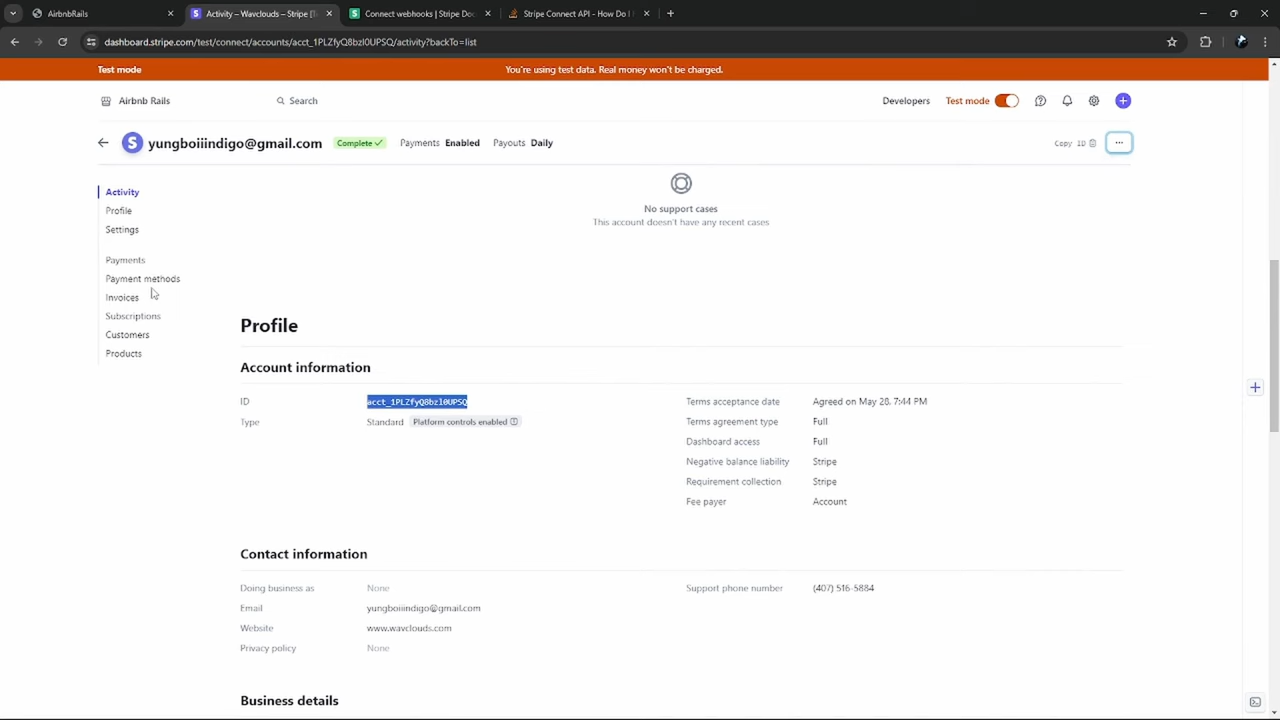 AirbnbRails
Activity – Wavclouds – Stripe [T
Connect webhooks | Stripe Doc
Stripe Connect API - How Do I
dashboard.stripe.com/test/connect/accounts/acct_1PLZfyQ8bzl0UPSQ/activity?backTo=list
Test mode
You're using test data. Real money won't be charged.
Airbnb Rails
Search
Developers
Test mode
S
yungboiiindigo@gmail.com
Complete
Payments Enabled
Payouts Daily
Copy ID
Activity
Profile
Settings
Payments
Payment methods
Invoices
Subscriptions
Customers
Products
No support cases
This account doesn't have any recent cases
Profile
Account information
ID acct_1PLZfyQ8bzl0UPSQ
Type Standard Platform controls enabled
Terms acceptance date Agreed on May 28, 7:44 PM
Terms agreement type Full
Dashboard access Full
Negative balance liability Stripe
Requirement collection Stripe
Fee payer Account
Contact information
Doing business as None
Email yungboiiindigo@gmail.com
Website www.wavclouds.com
Privacy policy None
Support phone number (407) 516-5884
Business details